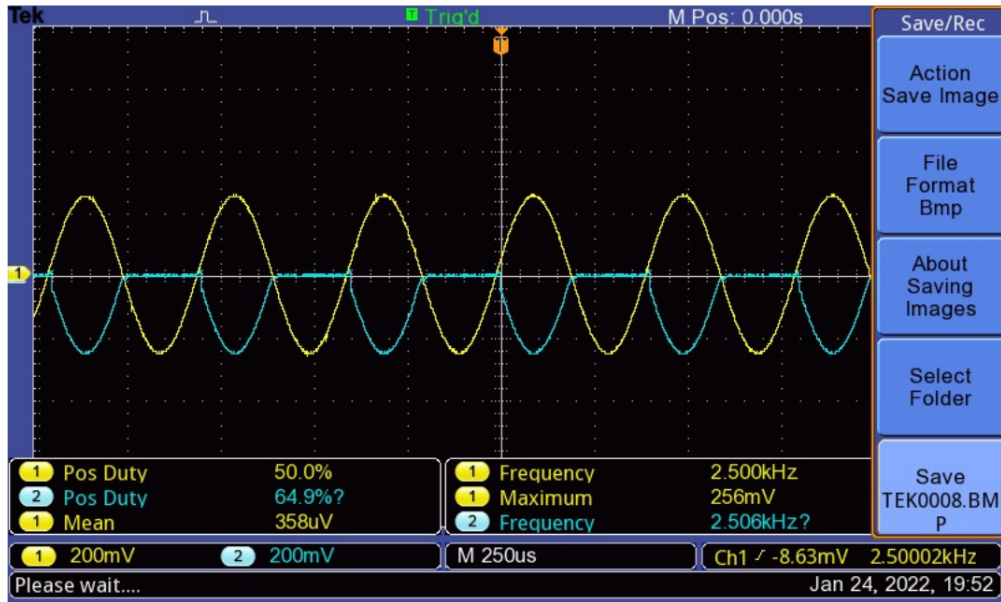 Tek
T Trig'd
M Pos: 0.000s
T
1
Save/Rec
Action
Save Image
File
Format
Bmp
About
Saving
Images
Select
Folder
Save
TEK0008.BM
P
1 Pos Duty 50.0%
2 Pos Duty 64.9%?
1 Mean 358uV
1 Frequency 2.500kHz
1 Maximum 256mV
2 Frequency 2.506kHz?
1 200mV 2 200mV M 250us Ch1 -8.63mV 2.50002kHz
Please wait.... Jan 24, 2022, 19:52